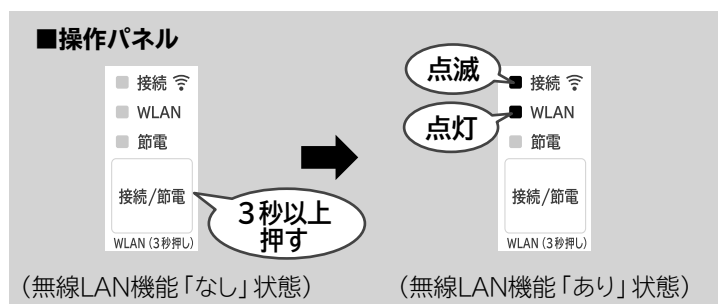 ■操作パネル
接続
WLAN
節電
接続/節電
WLAN (3秒押し)
3秒以上
押す
(無線LAN機能「なし」状態)
点滅
接続
点灯
WLAN
節電
接続/節電
WLAN (3秒押し)
(無線LAN機能「あり」状態)